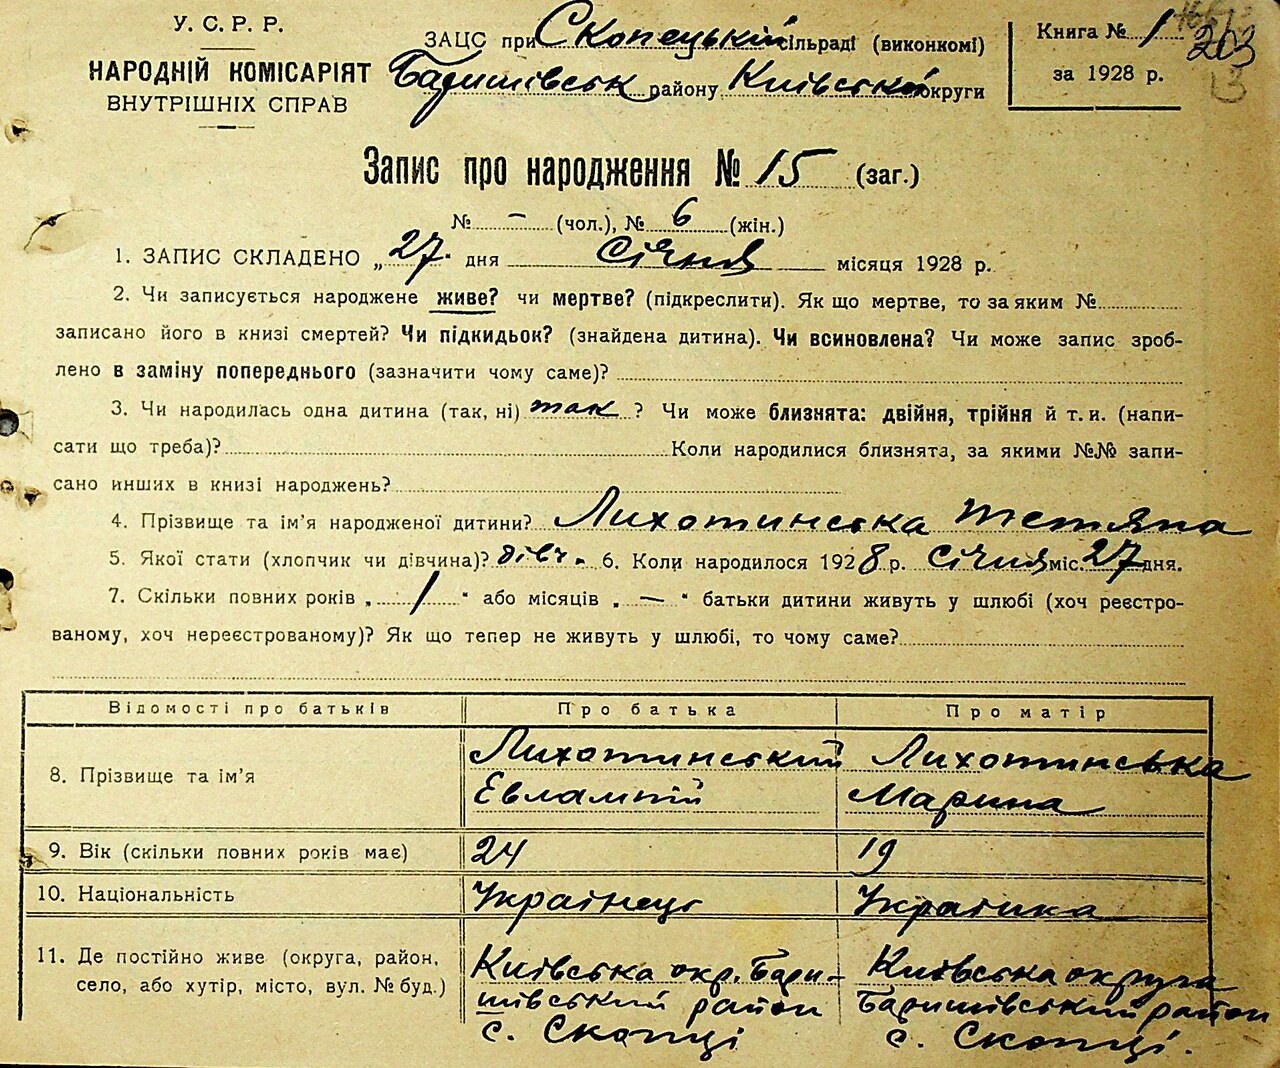 У. С. Р. Р.
НАРОДНІЙ КОМІСАРІЯТ
ВНУТРІШНІХ СПРАВ
ЗАЦС при Скопецькій сільраді (виконкомі)
Баришівськ району Київської округи
Книга № 1
203
за 1928 р.
Запис про народження № 15 (заг.)
№ - (чол.), № 6 (жін.)
1. ЗАПИС СКЛАДЕНО „27" дня Січня місяця 1928 р.
2. Чи записується народжене живе? чи мертве? (підкреслити). Як що мертве, то за яким №
записано його в книзі смертей? Чи підкидьок? (знайдена дитина). Чи всиновлена? Чи може запис зроб-
лено в заміну попереднього (зазначити чому саме)?
3. Чи народилась одна дитина (так, ні) так ? Чи може близнята: двійня, трійня й т. и. (напи-
сати що треба)? Коли народилися близнята, за якими №№ запи-
сано инших в книзі народжень?
4. Прізвище та ім'я народженої дитини? Лихотинська Тетяна
5. Якої стати (хлопчик чи дівчина)? дівч. 6. Коли народилося 1928 р. Січня міс. 27 дня.
7. Скільки повних років „ 1 " або місяців „ — " батьки дитини живуть у шлюбі (хоч реєстро-
ваному, хоч нереєстрованому)? Як що тепер не живуть у шлюбі, то чому саме?
Відомості про батьків Про батька Про матір
8. Прізвище та ім'я Лихотинський Евлампій Лихотинська Марина
9. Вік (скільки повних років має) 24 19
10. Національність Українець Украінка
11. Де постійно живе (округа, район,
село, або хутір, місто, вул. № буд.)
Київська окр. Бари-
шівський район
с. Скопці
Київська округа
Баришівський район
с. Скопці.